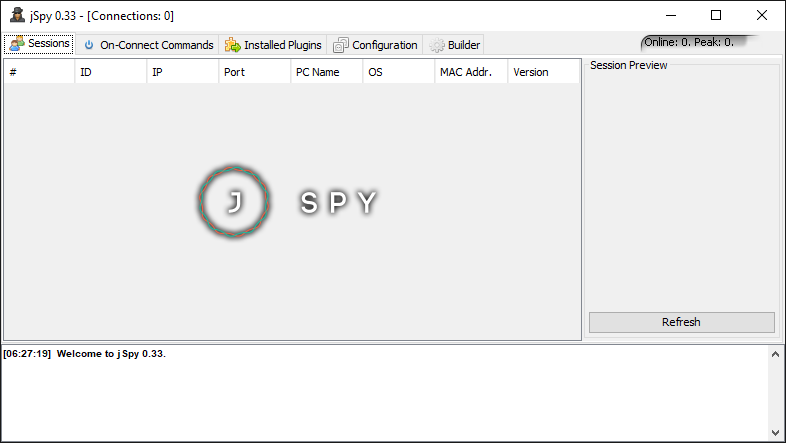 jSpy 0.33 - [Connections: 0]
Sessions On-Connect Commands Installed Plugins Configuration Builder Online: 0. Peak: 0.
# ID IP Port PC Name OS MAC Addr. Version Session Preview
J SPY
Refresh
[06:27:19] Welcome to jSpy 0.33.